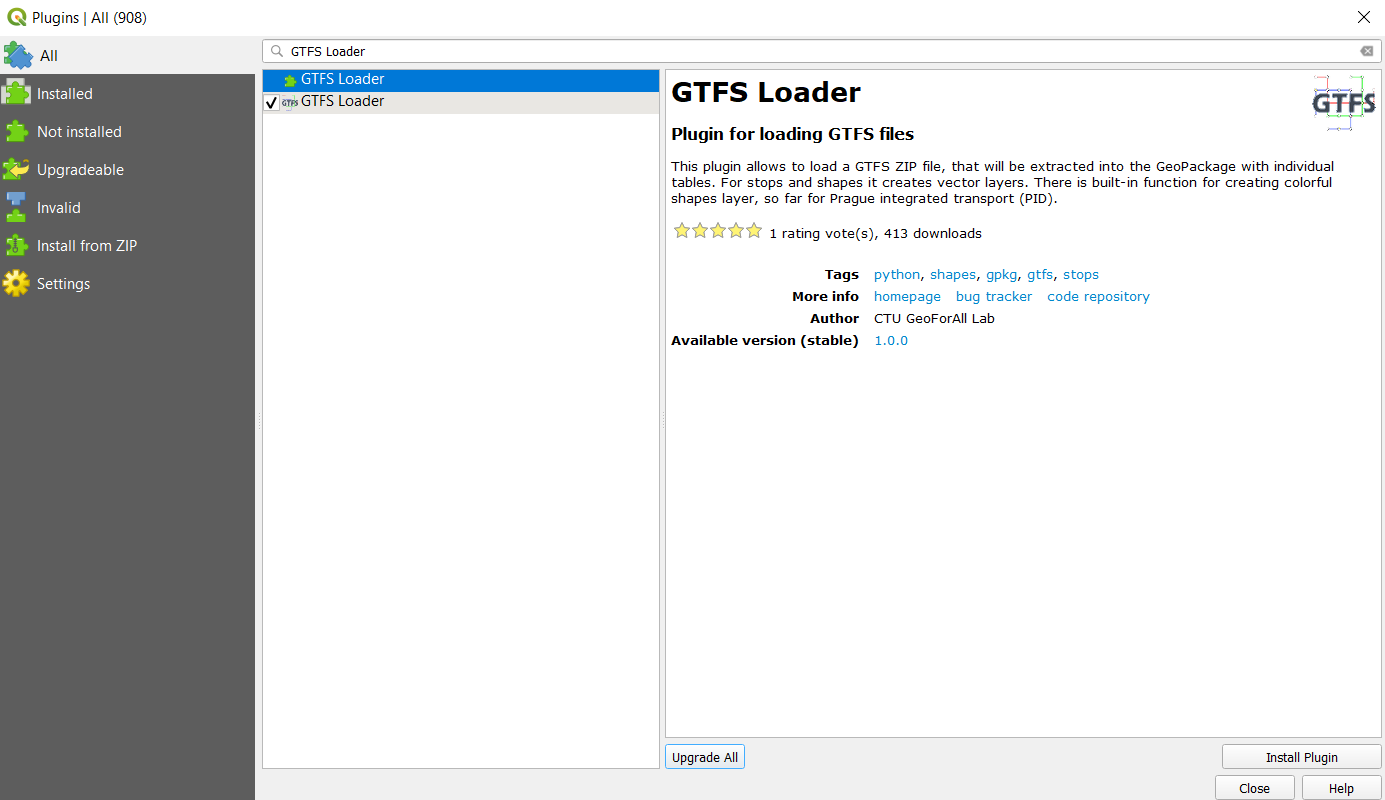 Plugins | All (908)
All
Installed
Not installed
Upgradeable
Invalid
Install from ZIP
Settings
GTFS Loader
GTFS Loader
GTFS GTFS Loader
GTFS Loader
GTFS
Plugin for loading GTFS files
This plugin allows to load a GTFS ZIP file, that will be extracted into the GeoPackage with individual
tables. For stops and shapes it creates vector layers. There is built-in function for creating colorful
shapes layer, so far for Prague integrated transport (PID).
1 rating vote(s), 413 downloads
Tags python, shapes, gpkg, gtfs, stops
More info homepage bug tracker code repository
Author CTU GeoForAll Lab
Available version (stable) 1.0.0
Upgrade All
Install Plugin
Close
Help